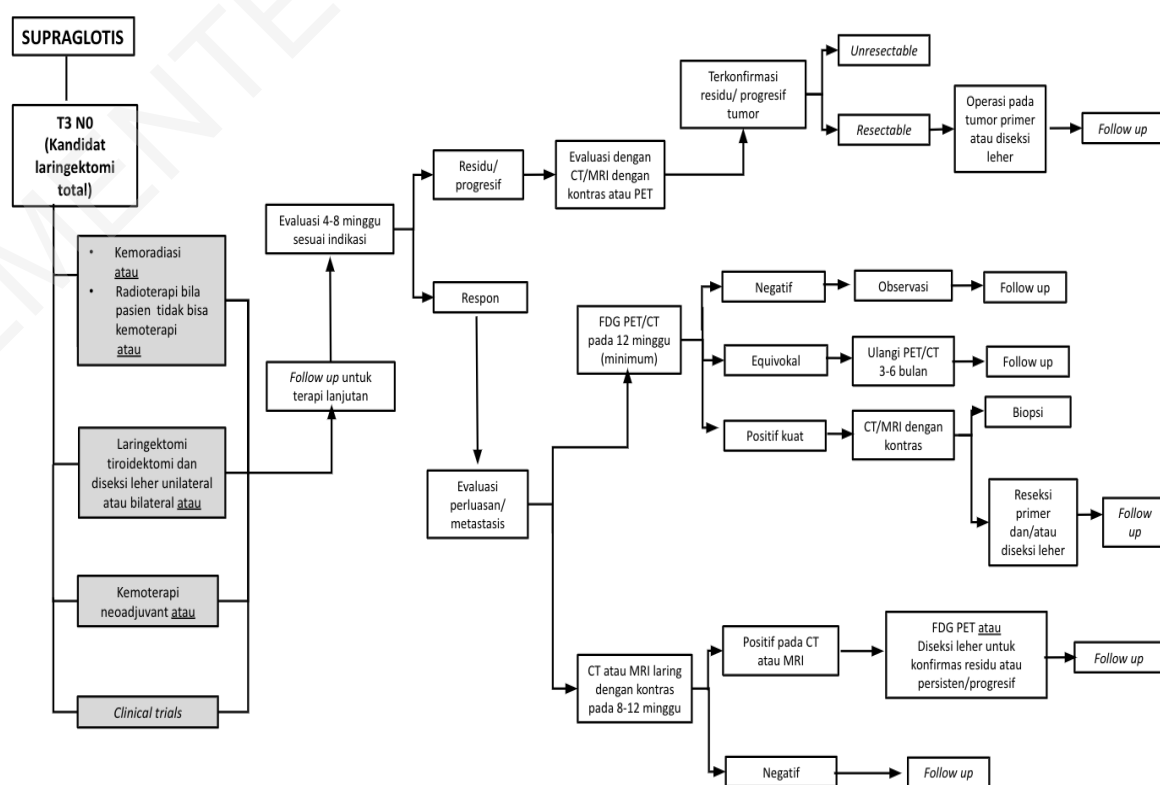 SUPRAGLOTIS
T3 N0
(Kandidat
laringektomi
total)
• Kemoradiasi
atau
• Radioterapi bila
pasien tidak bisa
kemoterapi
atau
Laringektomi
tiroidektomi dan
diseksi leher unilateral
atau bilateral atau
Kemoterapi
neoadjuvant atau
Clinical trials
Follow up untuk
terapi lanjutan
Evaluasi 4-8 minggu
sesuai indikasi
Residu/
progresif
Evaluasi dengan
CT/MRI dengan
kontras atau PET
Terkonfirmasi
residu/ progresif
tumor
Unresectable
Resectable
Operasi pada
tumor primer
atau diseksi
leher
Follow up
Respon
Evaluasi
perluasan/
metastasis
FDG PET/CT
pada 12 minggu
(minimum)
Negatif
Observasi
Follow up
Equivokal
Ulangi PET/CT
3-6 bulan
Follow up
Positif kuat
CT/MRI dengan
kontras
Biopsi
Reseksi
primer
dan/atau
diseksi leher
Follow
up
CT atau MRI laring
dengan kontras
pada 8-12 minggu
Positif pada CT
atau MRI
FDG PET atau
Diseksi leher untuk
konfirmas residu atau
persisten/progresif
Follow up
Negatif
Follow up